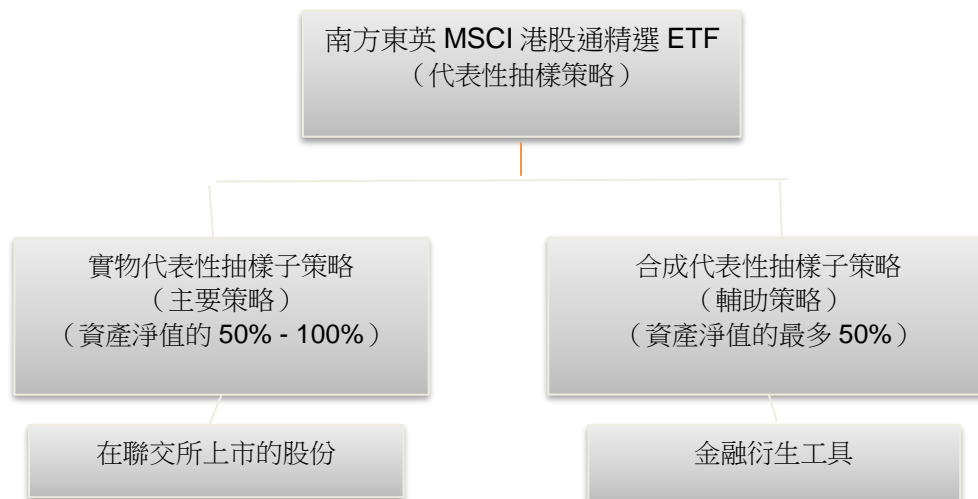 南方東英 MSCI 港股通精選 ETF
（代表性抽樣策略）
實物代表性抽樣子策略
（主要策略）
（資產淨值的 50% - 100%）
合成代表性抽樣子策略
（輔助策略）
（資產淨值的最多 50%）
在聯交所上市的股份
金融衍生工具